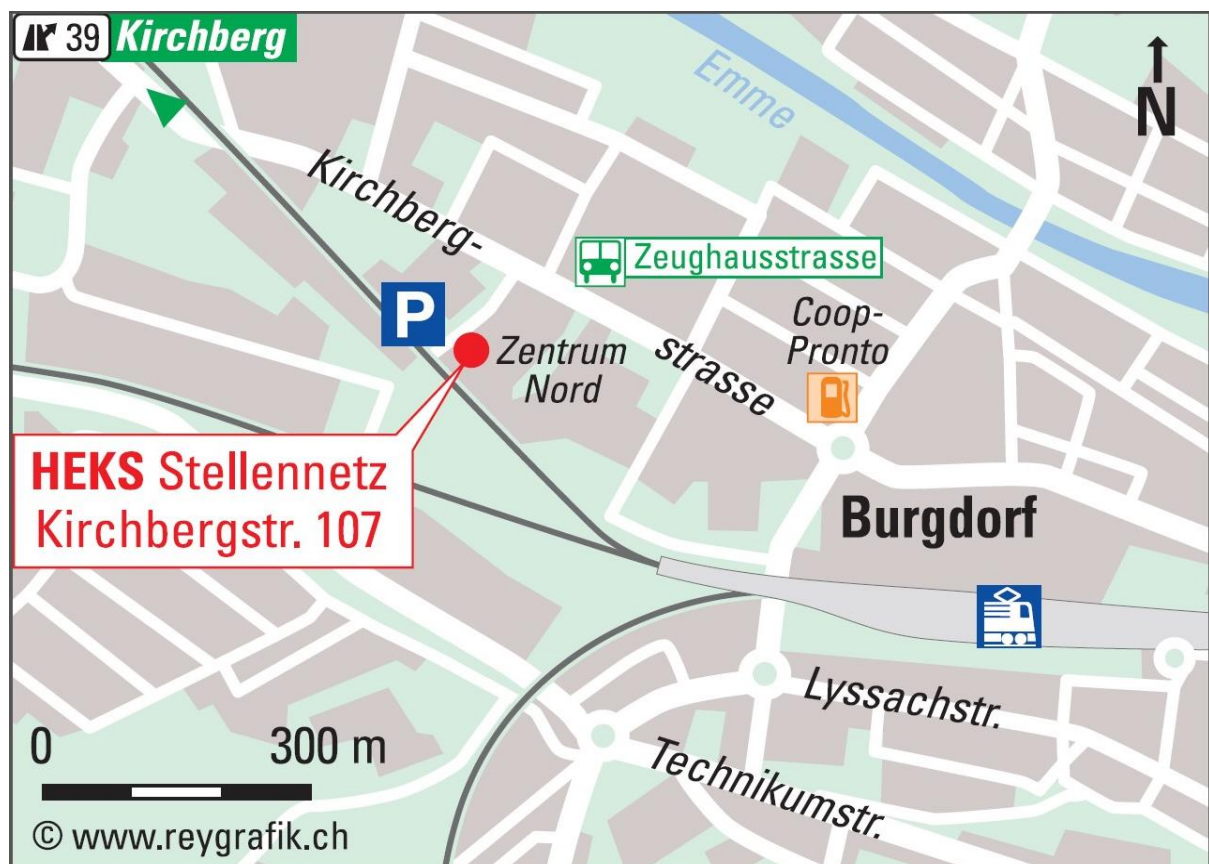 39 Kirchberg
N
Emme
Kirchberg-
strasse
Zeughausstrasse
Coop-
Pronto
P
Zentrum
Nord
HEKS Stellennetz
Kirchbergstr. 107
Burgdorf
Lyssachstr.
Technikumstr.
0 300 m
© www.reygrafik.ch